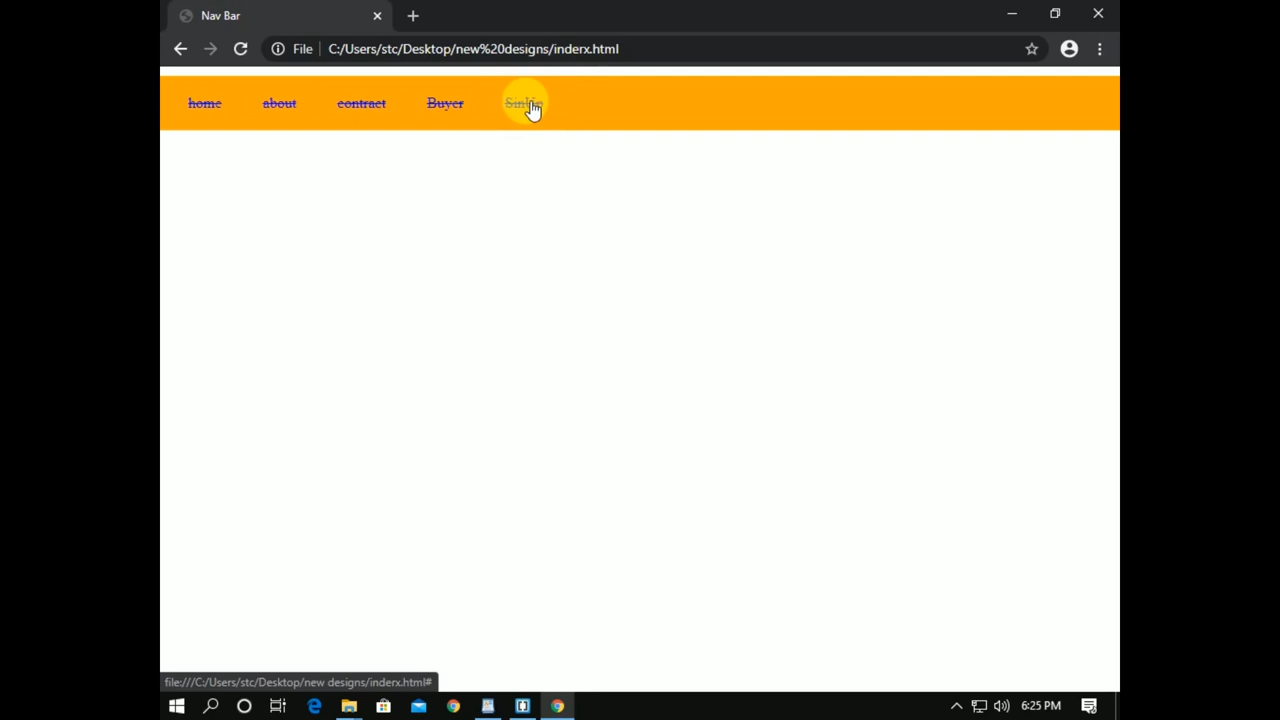 Nav Bar
File C:/Users/stc/Desktop/new%20designs/inderx.html
home about contract Buyer
file:///C:/Users/stc/Desktop/new designs/inderx.html#
6:25 PM